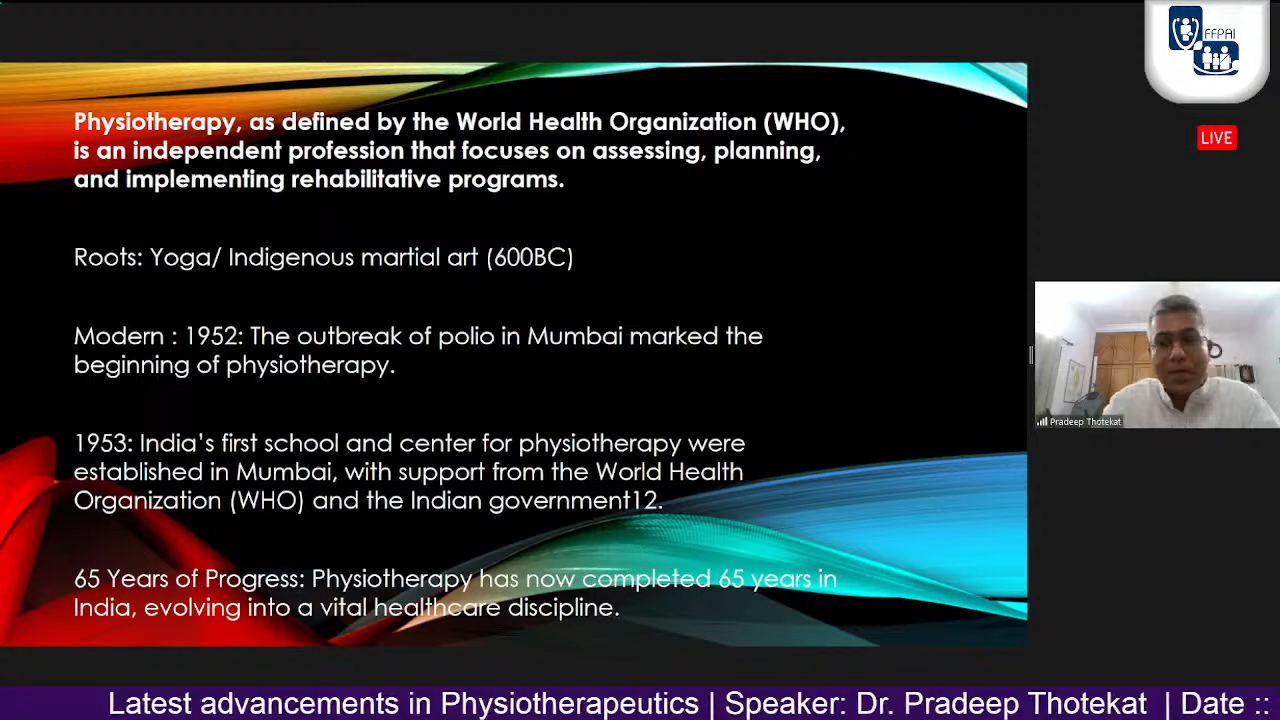 FFPAI
LIVE
Physiotherapy, as defined by the World Health Organization (WHO),
is an independent profession that focuses on assessing, planning,
and implementing rehabilitative programs.
Roots: Yoga/ Indigenous martial art (600BC)
Modern : 1952: The outbreak of polio in Mumbai marked the
beginning of physiotherapy.
1953: India’s first school and center for physiotherapy were
established in Mumbai, with support from the World Health
Organization (WHO) and the Indian government12.
65 Years of Progress: Physiotherapy has now completed 65 years in
India, evolving into a vital healthcare discipline.
Pradeep Thotekat
Latest advancements in Physiotherapeutics | Speaker: Dr. Pradeep Thotekat | Date ::